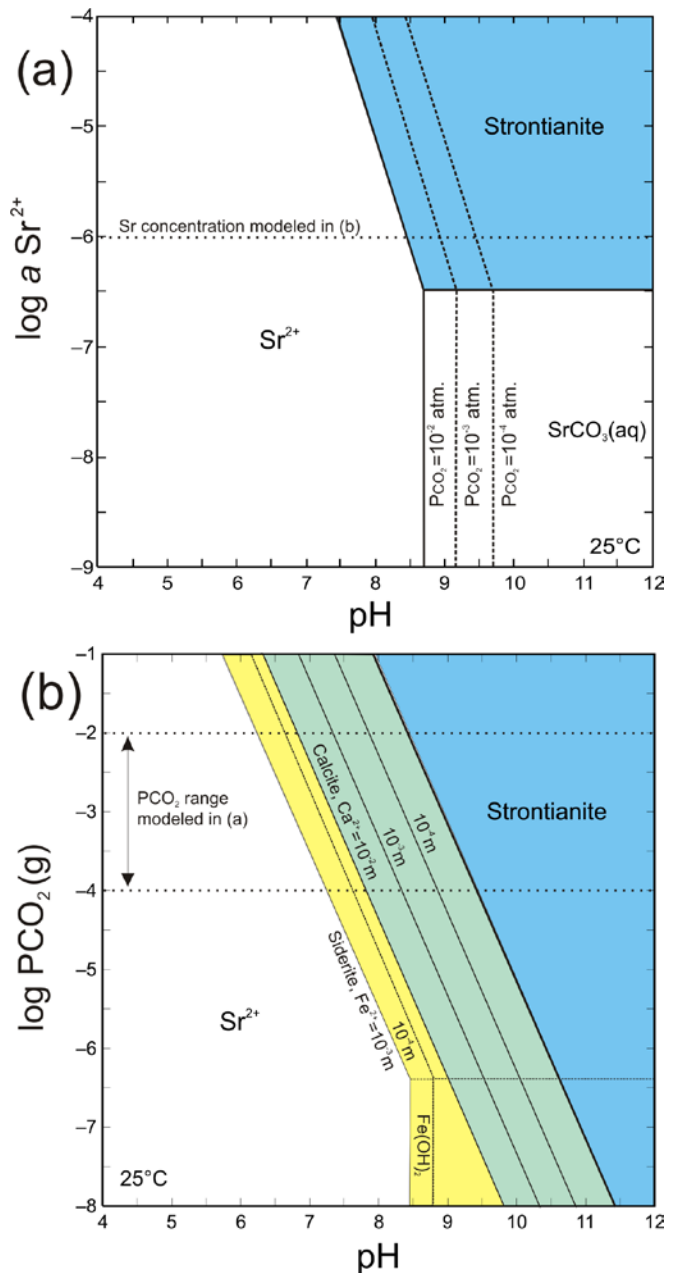 (a)
–4
–5
–6
–7
–8
–9
log a Sr²⁺
Strontianite
Sr concentration modeled in (b)
Sr²⁺
PCO₂=10⁻² atm.
PCO₂=10⁻³ atm.
PCO₂=10⁻⁴ atm.
SrCO₃(aq)
25°C
4 5 6 7 8 9 10 11 12
pH
(b)
–1
–2
–3
–4
–5
–6
–7
–8
log PCO₂ (g)
PCO₂ range
modeled in (a)
Calcite, Ca²⁺=10⁻²m
10⁻³m
10⁻⁴m
Strontianite
Siderite, Fe²⁺=10⁻³m
10⁻⁴m
Sr²⁺
Fe(OH)₂
25°C
4 5 6 7 8 9 10 11 12
pH